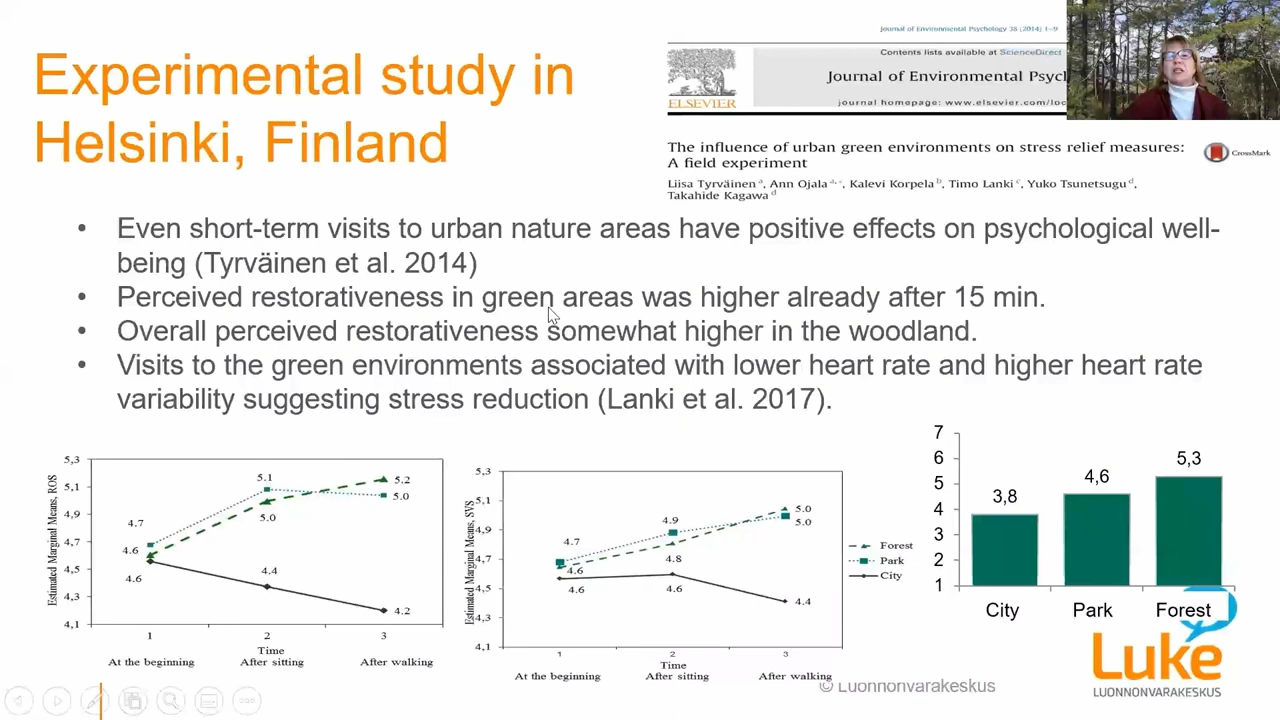 Experimental study in
Helsinki, Finland
Journal of Environmental Psychology 38 (2014) 1–9
Contents lists available at ScienceDirect
Journal of Environmental Psycl
journal homepage: www.elsevier.com/loc
ELSEVIER
The influence of urban green environments on stress relief measures:
A field experiment
CrossMark
Liisa Tyrväinen a, Ann Ojala a,*, Kalevi Korpela b, Timo Lanki c, Yuko Tsunetsugu d,
Takahide Kagawa d
• Even short-term visits to urban nature areas have positive effects on psychological well-
being (Tyrväinen et al. 2014)
• Perceived restorativeness in green areas was higher already after 15 min.
• Overall perceived restorativeness somewhat higher in the woodland.
• Visits to the green environments associated with lower heart rate and higher heart rate
variability suggesting stress reduction (Lanki et al. 2017).
Estimated Marginal Means, ROS
5,3
5,1
4,9
4,7
4,5
4,3
4,1
4.7
4.6
4.6
5.1
5.0
4.4
5.2
5.0
4.2
1 2 3
Time
At the beginning After sitting After walking
Estimated Marginal Means, SVS
5,3
5,1
4,9
4,7
4,5
4,3
4,1
4.7
4.6
4.6
4.9
4.8
4.6
5.0
5.0
4.4
1 2 3
Time
At the beginning After sitting After walking
Forest
Park
City
7
6
5
4
3
2
1
3,8
4,6
5,3
City Park Forest
Luke
LUONNONVARAKESKUS
© Luonnonvarakeskus